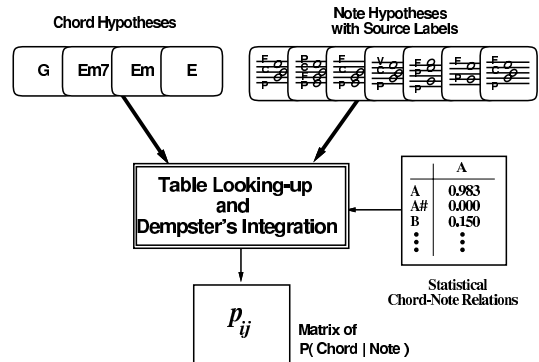 Chord Hypotheses
Note Hypotheses
with Source Labels
G Em7 Em E
F C P
P C F P
F C P
V C P
F P P
F P
F C P
Table Looking-up
and
Dempster's Integration
A
A 0.983
A# 0.000
B 0.150
Statistical
Chord-Note Relations
pij
Matrix of
P( Chord | Note )